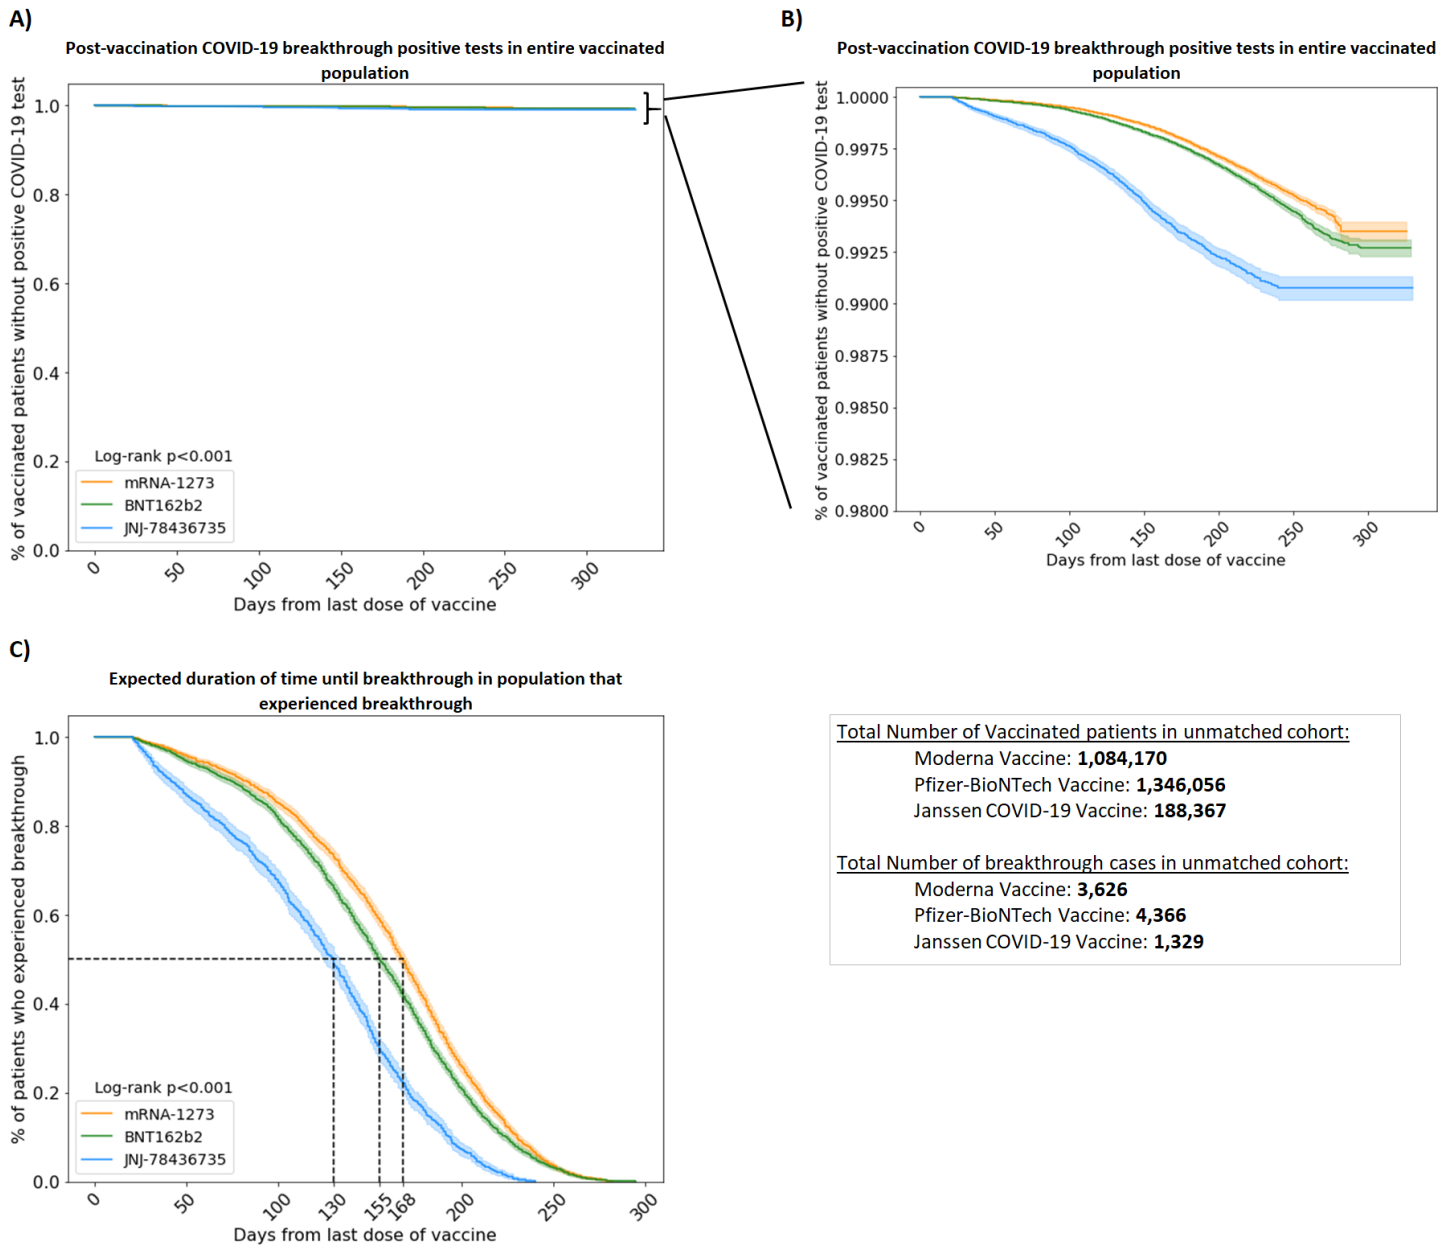 A)
Post-vaccination COVID-19 breakthrough positive tests in entire vaccinated
population
% of vaccinated patients without positive COVID-19 test
1.0
0.8
0.6
0.4
0.2
0.0
Log-rank p<0.001
mRNA-1273
BNT162b2
JNJ-78436735
0
50
100
150
200
250
300
Days from last dose of vaccine
B)
Post-vaccination COVID-19 breakthrough positive tests in entire vaccinated
population
% of vaccinated patients without positive COVID-19 test
1.0000
0.9975
0.9950
0.9925
0.9900
0.9875
0.9850
0.9825
0.9800
0
50
100
150
200
250
300
Days from last dose of vaccine
C)
Expected duration of time until breakthrough in population that
experienced breakthrough
% of patients who experienced breakthrough
1.0
0.8
0.6
0.4
0.2
0.0
Log-rank p<0.001
mRNA-1273
BNT162b2
JNJ-78436735
0
50
100
130
155
168
200
250
300
Days from last dose of vaccine
Total Number of Vaccinated patients in unmatched cohort:
Moderna Vaccine: 1,084,170
Pfizer-BioNTech Vaccine: 1,346,056
Janssen COVID-19 Vaccine: 188,367
Total Number of breakthrough cases in unmatched cohort:
Moderna Vaccine: 3,626
Pfizer-BioNTech Vaccine: 4,366
Janssen COVID-19 Vaccine: 1,329